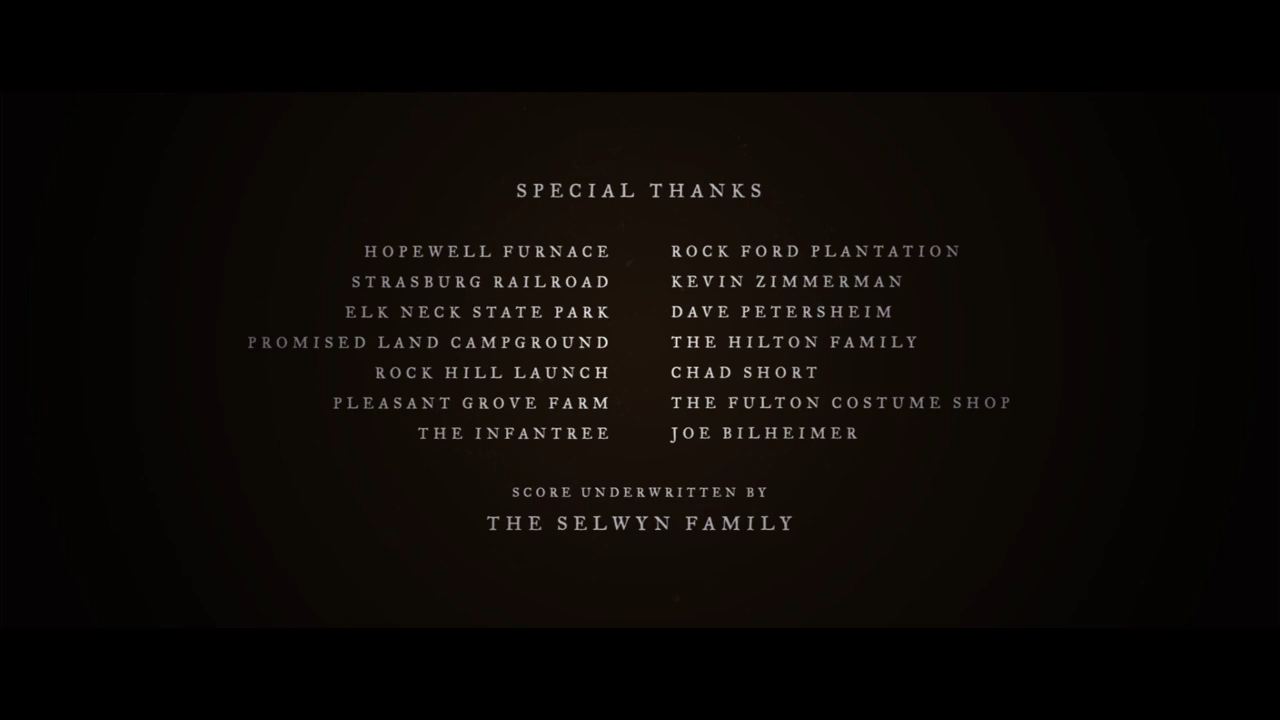 SPECIAL THANKS
HOPEWELL FURNACE
STRASBURG RAILROAD
ELK NECK STATE PARK
PROMISED LAND CAMPGROUND
ROCK HILL LAUNCH
PLEASANT GROVE FARM
THE INFANTREE
ROCK FORD PLANTATION
KEVIN ZIMMERMAN
DAVE PETERSHEIM
THE HILTON FAMILY
CHAD SHORT
THE FULTON COSTUME SHOP
JOE BILHEIMER
SCORE UNDERWRITTEN BY
THE SELWYN FAMILY